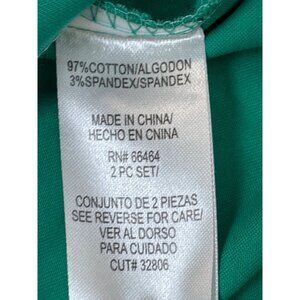 97%COTTON/ALGODON
3%SPANDEX/SPANDEX
MADE IN CHINA/
HECHO EN CNINA
RN# 66464
2 PC SET/
CONJUNTO DE 2 PIEZAS
SEE REVERSE FOR CARE/
VER AL DORSO
PARA CUIDADO
CUT# 32806